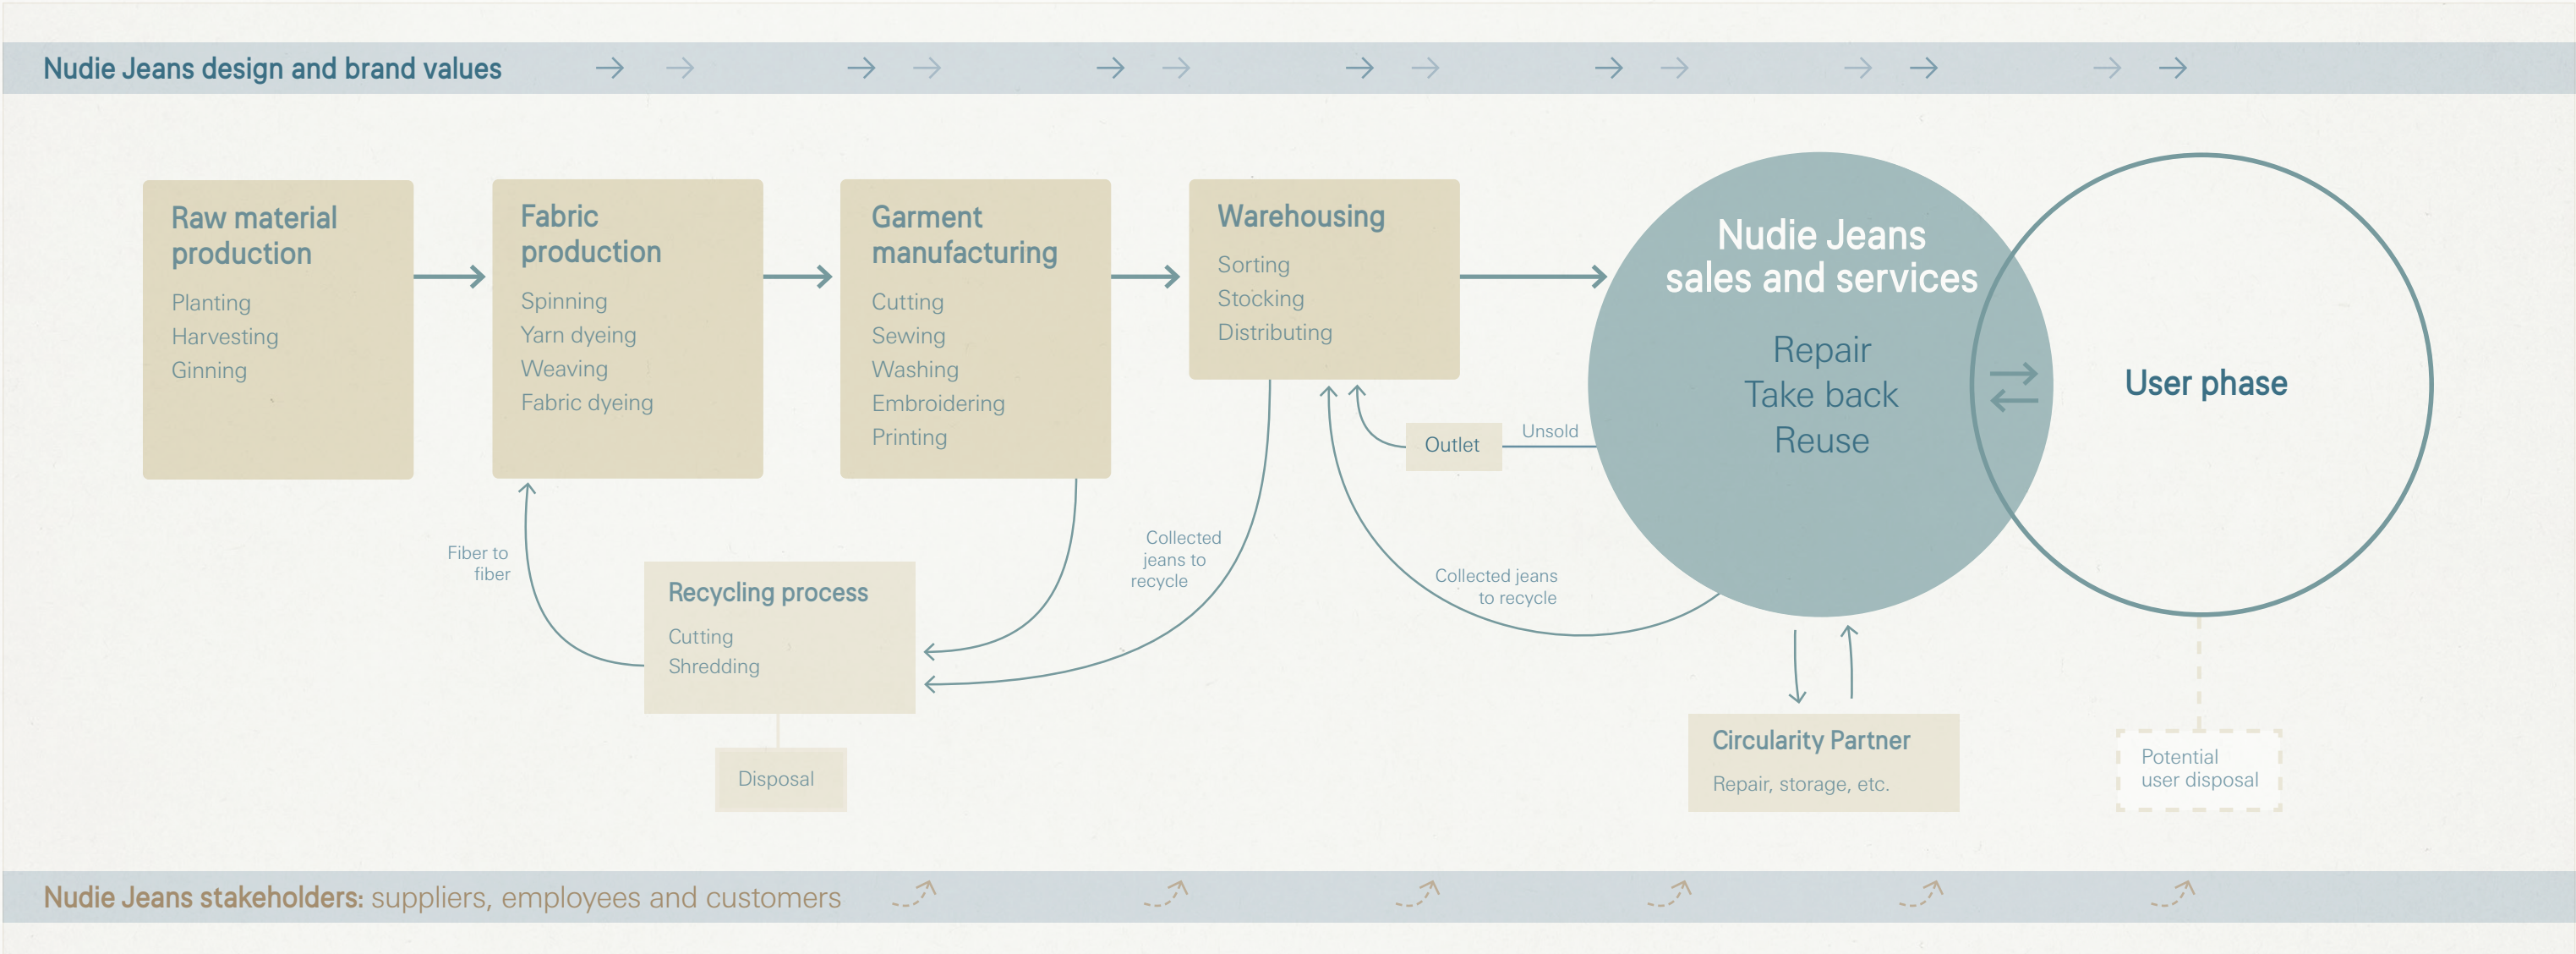 Nudie Jeans design and brand values
Raw material
production
Planting
Harvesting
Ginning
Fabric
production
Spinning
Yarn dyeing
Weaving
Fabric dyeing
Garment
manufacturing
Cutting
Sewing
Washing
Embroidering
Printing
Warehousing
Sorting
Stocking
Distributing
Nudie Jeans
sales and services
Repair
Take back
Reuse
User phase
Outlet
Unsold
Fiber to
fiber
Recycling process
Cutting
Shredding
Collected
jeans to
recycle
Collected jeans
to recycle
Disposal
Circularity Partner
Repair, storage, etc.
Potential
user disposal
Nudie Jeans stakeholders: suppliers, employees and customers